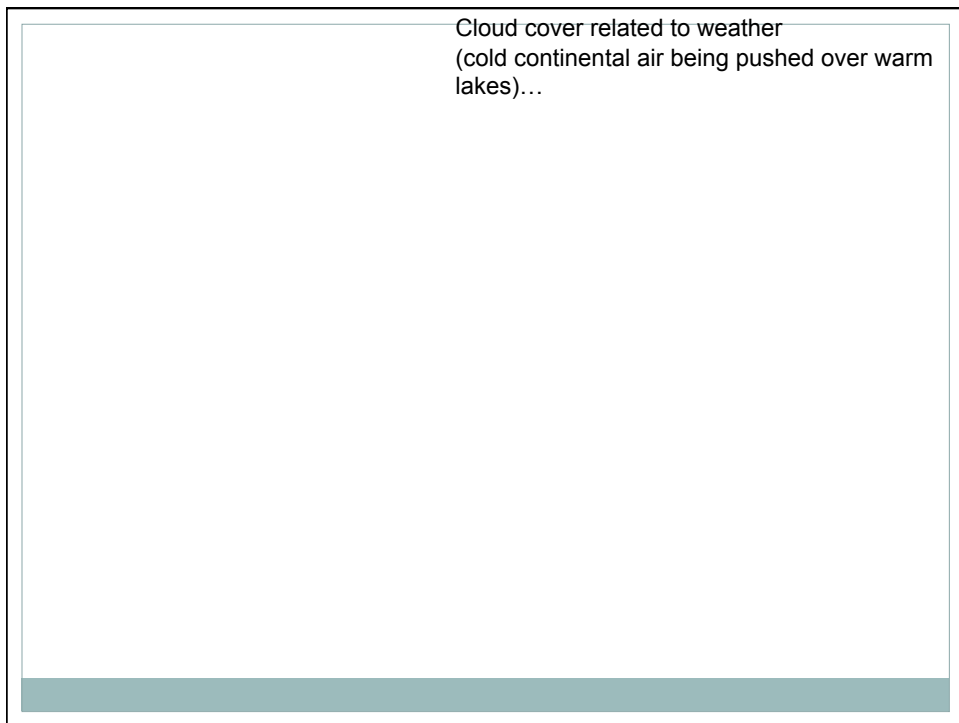 Cloud cover related to weather
(cold continental air being pushed over warm
lakes)…